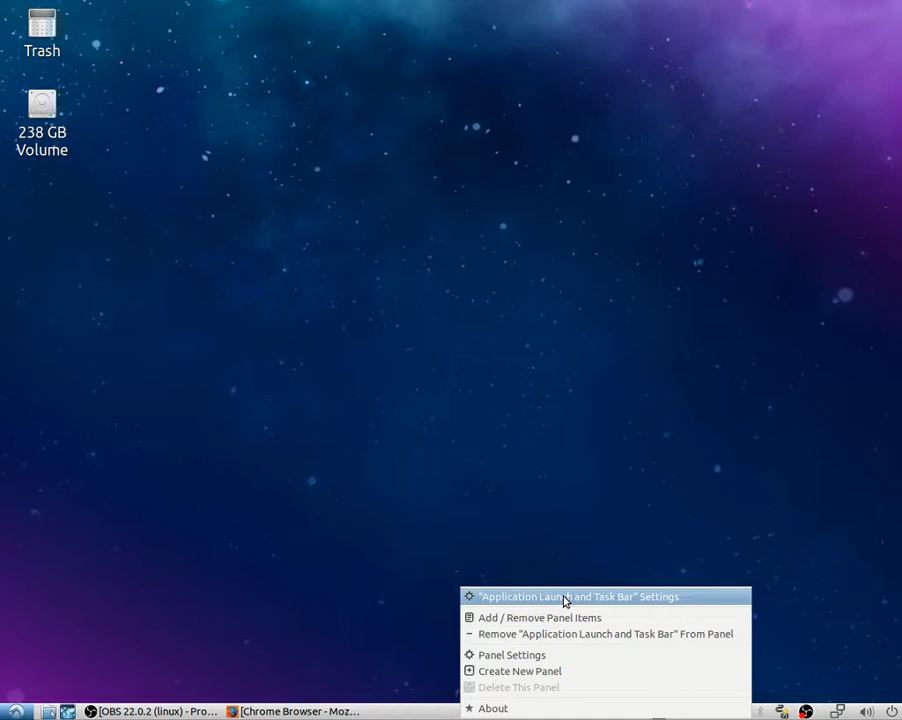 Trash
238 GB
Volume
"Application Launch and Task Bar" Settings
Add / Remove Panel Items
Remove "Application Launch and Task Bar" From Panel
Panel Settings
Create New Panel
Delete This Panel
About
[OBS 22.0.2 (linux) - Pro...
[Chrome Browser - Moz...